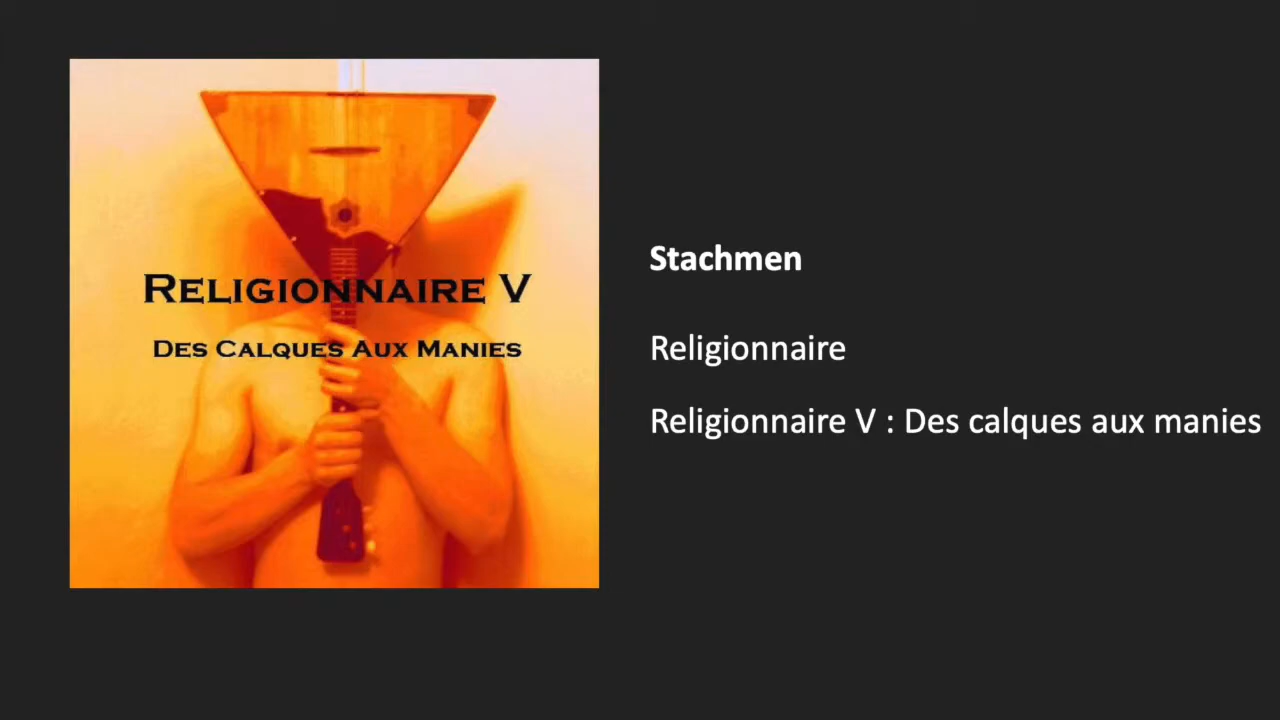 Religionnaire V
Des Calques Aux Manies
Stachmen
Religionnaire
Religionnaire V : Des calques aux manies